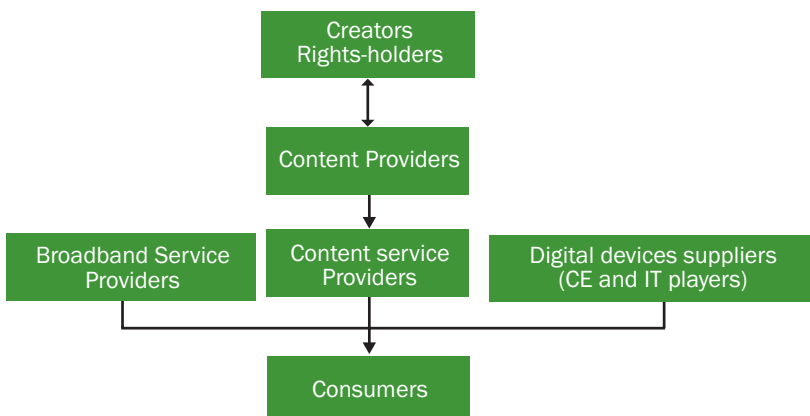 Creators
Rights-holders
Content Providers
Broadband Service
Providers
Content service
Providers
Digital devices suppliers
(CE and IT players)
Consumers